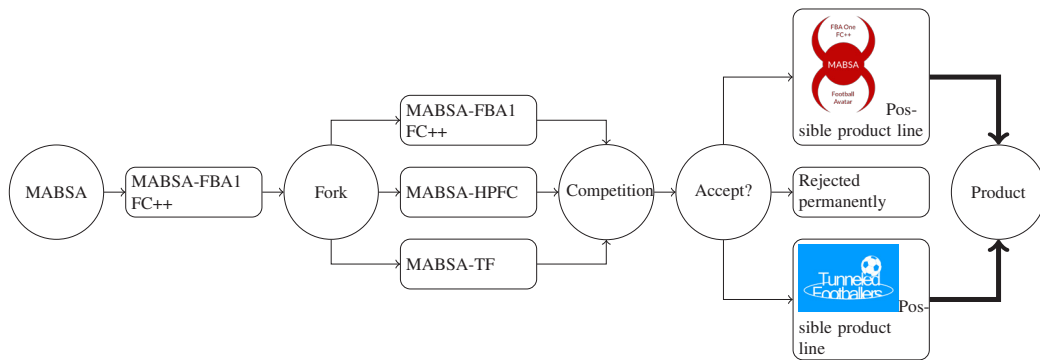 MABSA
MABSA-FBA1
FC++
Fork
MABSA-FBA1
FC++
MABSA-HPFC
MABSA-TF
Competition
Accept?
FBA One
FC++
MABSA
Football
Avatar
Pos-
sible product line
Rejected
permanently
Tunneled
Footballers
Pos-
sible product
line
Product